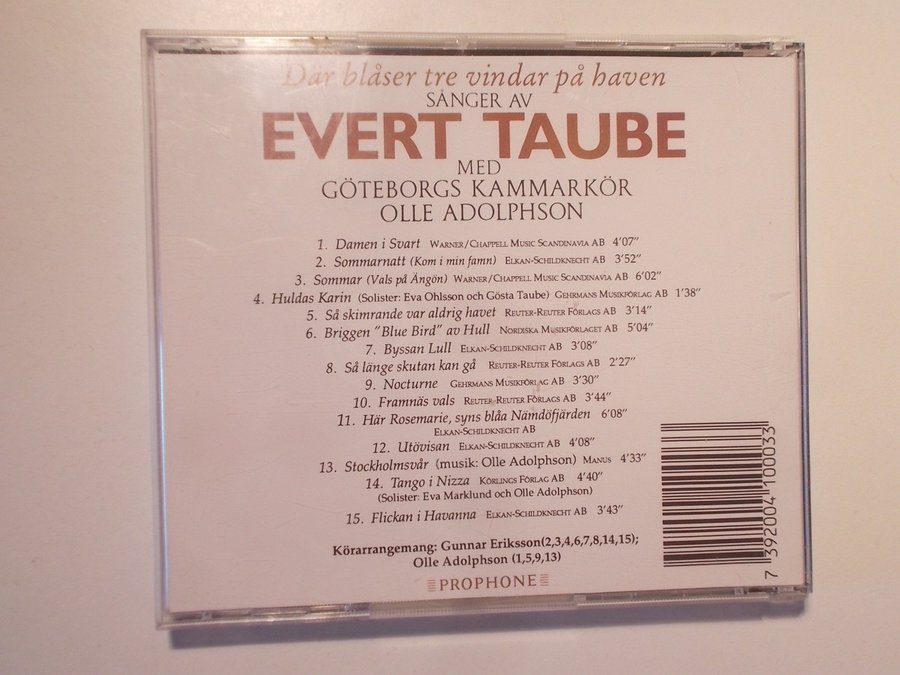 Där blåser tre vindar på haven
SÅNGER AV
EVERT TAUBE
MED
GÖTEBORGS KAMMARKÖR
OLLE ADOLPHSON
1. Damen i Svart WARNER/CHAPPELL MUSIC SCANDINAVIA AB 4'07"
2. Sommarnatt (Kom i min famn) ELKAN-SCHILDKNECHT AB 3'52"
3. Sommar (Vals på Ängön) WARNER/CHAPPELL MUSIC SCANDINAVIA AB 6'02"
4. Huldas Karin (Solister: Eva Ohlsson och Gösta Taube) GEHRMANS MUSIKFÖRLAG AB 1'38"
5. Så skimrande var aldrig havet REUTER-REUTER FÖRLAGS AB 3'14"
6. Briggen "Blue Bird" av Hull NORDISKA MUSIKFÖRLAGET AB 5'04"
7. Byssan Lull ELKAN-SCHILDKNECHT AB 3'08"
8. Så länge skutan kan gå REUTER-REUTER FÖRLAGS AB 2'27"
9. Nocturne GEHRMANS MUSIKFÖRLAG AB 3'30"
10. Framnäs vals REUTER-REUTER FÖRLAGS AB 3'44"
11. Här Rosemarie, syns blåa Nämdöfjärden 6'08"
ELKAN-SCHILDKNECHT AB
12. Utövisan ELKAN-SCHILDKNECHT AB 4'08"
13. Stockholmsvår (musik: Olle Adolphson) MANUS 4'33"
14. Tango i Nizza KÖRLINGS FÖRLAG AB 4'40"
(Solister: Eva Marklund och Olle Adolphson)
15. Flickan i Havanna ELKAN-SCHILDKNECHT AB 3'43"
Körarrangemang: Gunnar Eriksson(2,3,4,6,7,8,14,15);
Olle Adolphson (1,5,9,13)
PROPHONE
7 392004 100033